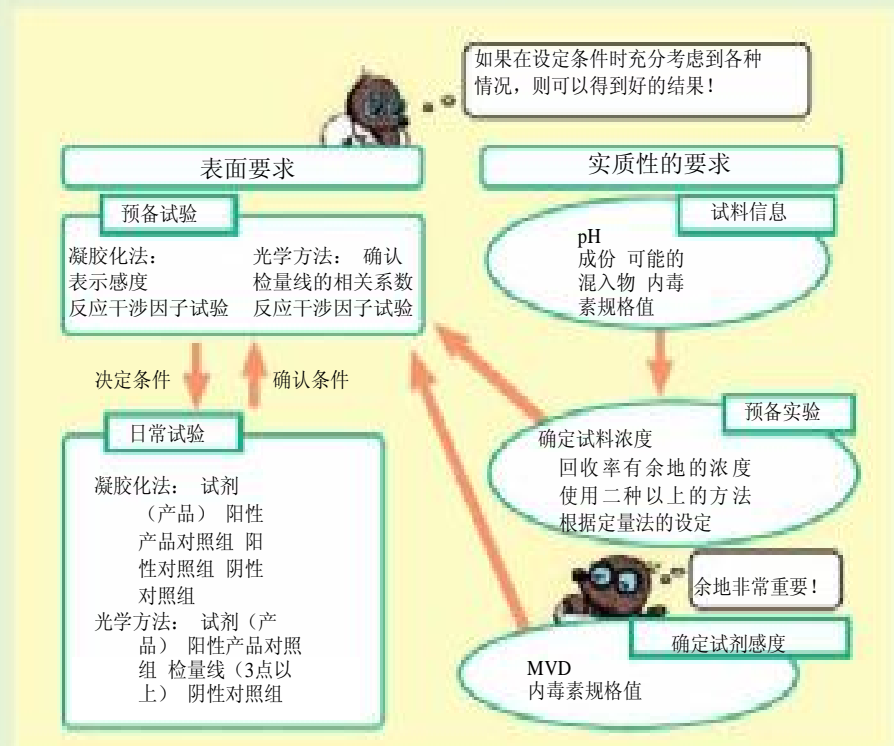 如果在设定条件时充分考虑到各种
情况，则可以得到好的结果！
表面要求
预备试验
凝胶化法：
表示感度
反应干涉因子试验
光学方法： 确认
检量线的相关系数
反应干涉因子试验
决定条件
确认条件
日常试验
凝胶化法： 试剂
（产品） 阳性
产品对照组 阳
性对照组 阴性
对照组
光学方法： 试剂（产
品） 阳性产品对照
组 检量线（3点以
上） 阴性对照组
实质性的要求
试料信息
pH
成份 可能的
混入物 内毒
素规格值
预备实验
确定试料浓度
回收率有余地的浓度
使用二种以上的方法
根据定量法的设定
余地非常重要！
确定试剂感度
MVD
内毒素规格值